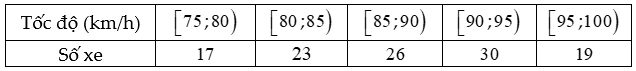 Tốc độ (km/h) [75;80) [80;85) [85;90) [90;95) [95;100)
Số xe 17 23 26 30 19